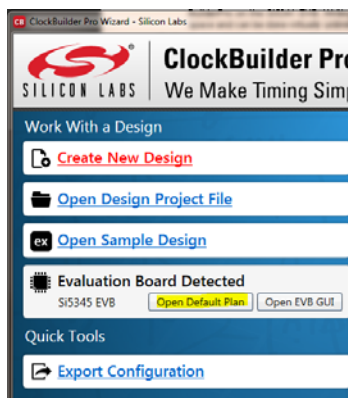 ClockBuilder Pro Wizard - Silicon Labs
SILICON LABS
ClockBuilder Pro
We Make Timing Simp
Work With a Design
Create New Design
Open Design Project File
ex Open Sample Design
Evaluation Board Detected
Si5345 EVB Open Default Plan Open EVB GUI
Quick Tools
Export Configuration